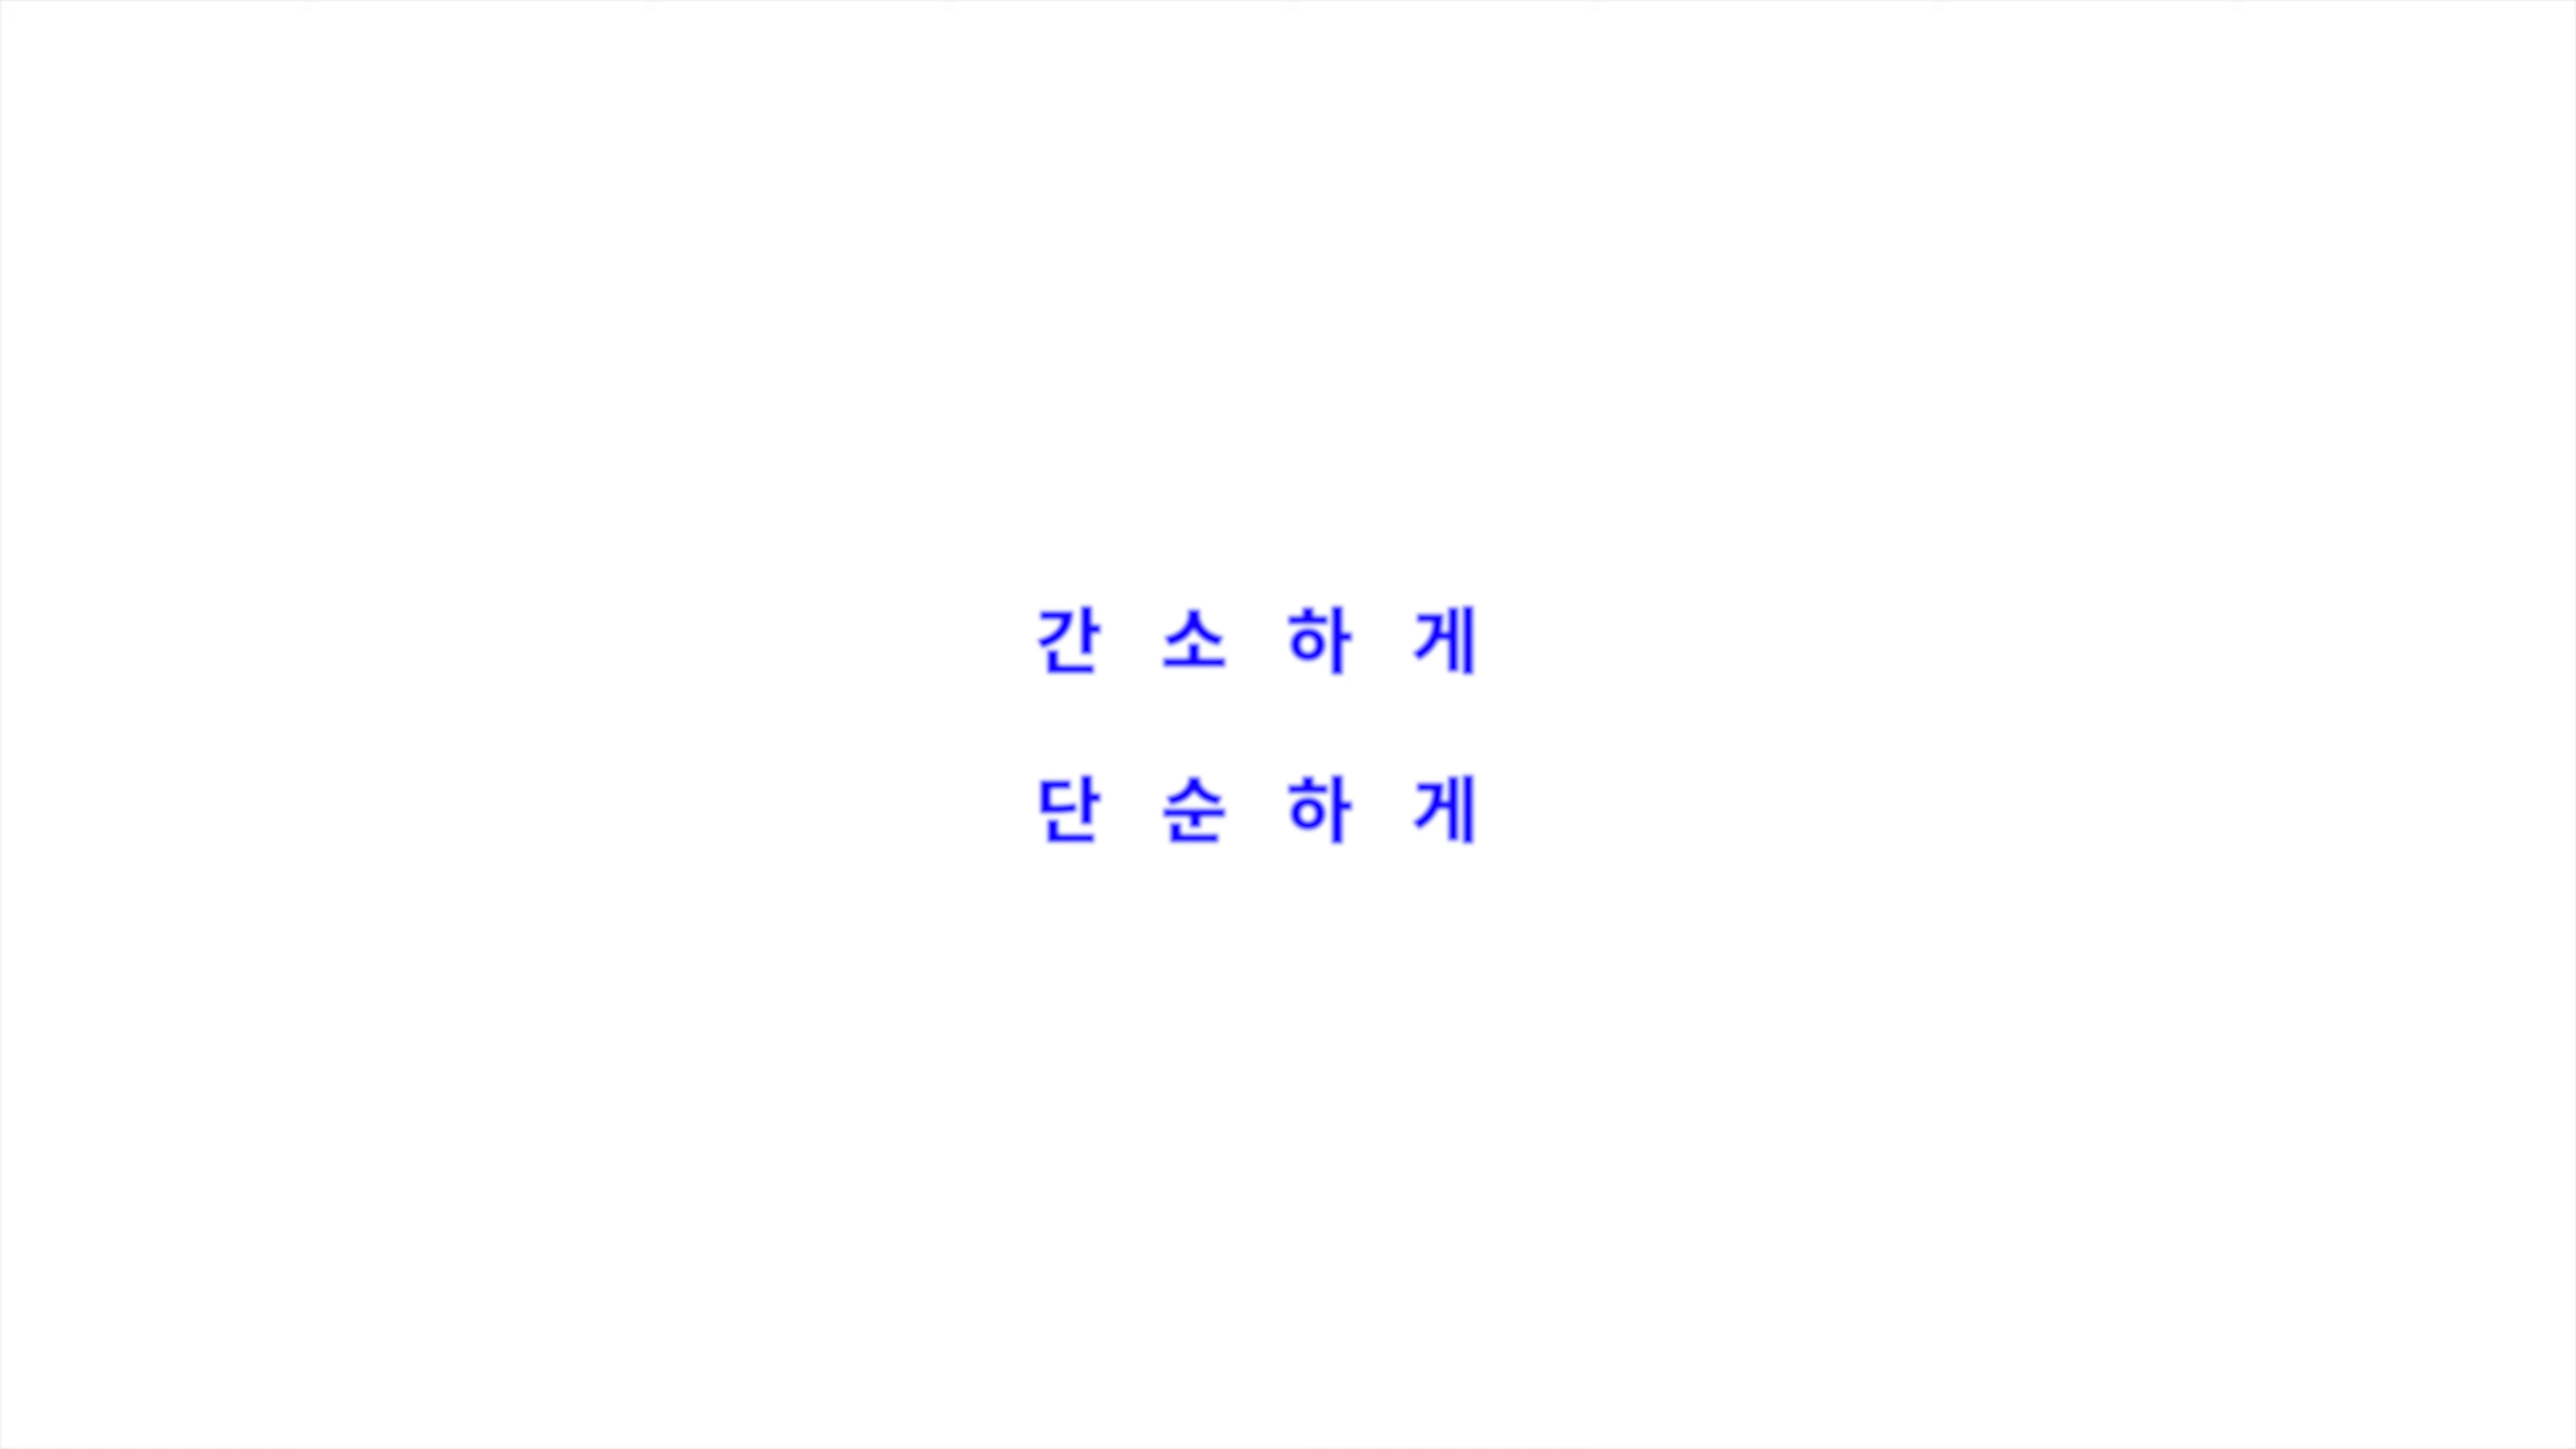 간 소 하 게
단 순 하 게